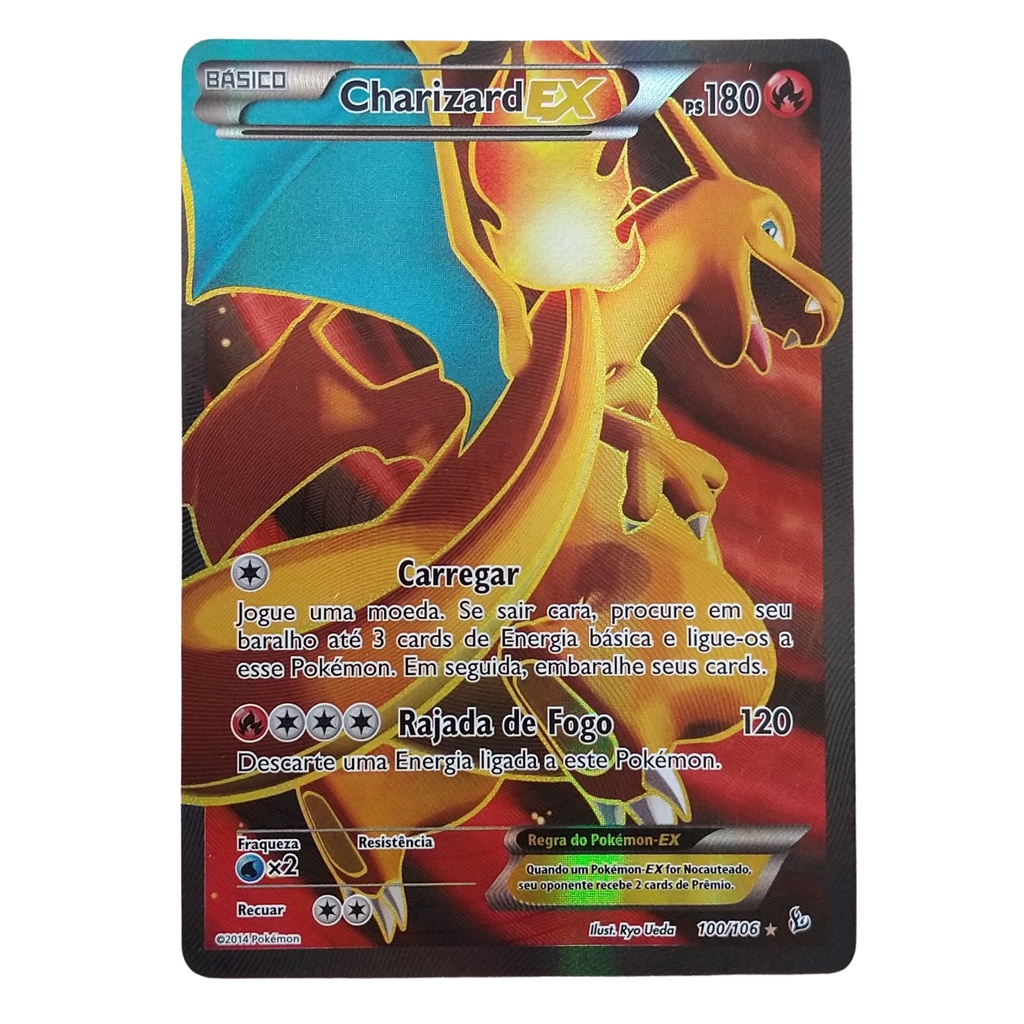 BÁSICO
Charizard EX
PS 180
Carregar
Jogue uma moeda. Se sair cara, procure em seu
baralho até 3 cards de Energia básica e ligue-os a
esse Pokémon. Em seguida, embaralhe seus cards.
Rajada de Fogo 120
Descarte uma Energia ligada a este Pokémon.
Fraqueza Resistência
×2
Recuar
©2014 Pokémon
Regra do Pokémon-EX
Quando um Pokémon-EX for Nocauteado,
seu oponente recebe 2 cards de Prêmio.
Ilust. Ryo Ueda 100/106 ★